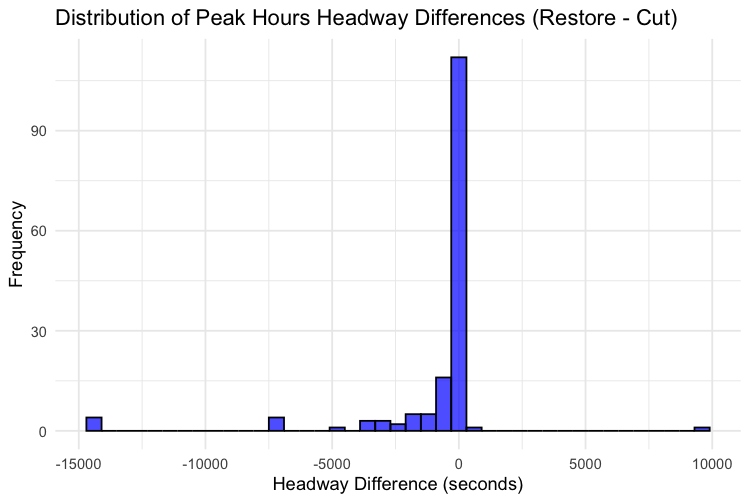 Distribution of Peak Hours Headway Differences (Restore - Cut)
Frequency
90
60
30
0
-15000 -10000 -5000 0 5000 10000
Headway Difference (seconds)